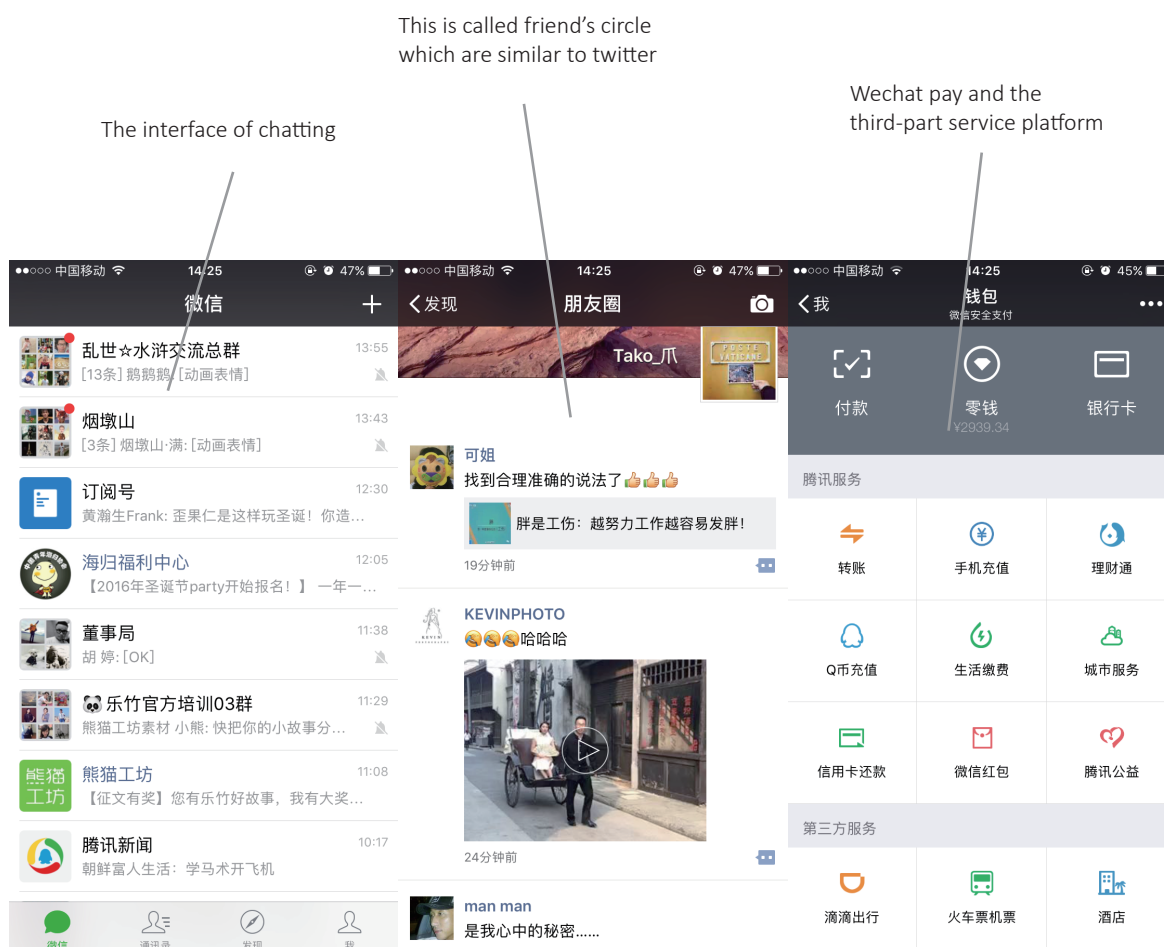 This is called friend’s circle
which are similar to twitter
Wechat pay and the
third-part service platform
The interface of chatting
中国移动 14:25 47%
微信
乱世☆水浒交流总群 13:55
[13条] 鹅鹅鹅: [动画表情]
烟墩山 13:43
[3条] 烟墩山·满: [动画表情]
订阅号 12:30
黄瀚生Frank: 歪果仁是这样玩圣诞！你造...
海归福利中心 12:05
【2016年圣诞节party开始报名！】 一年一...
董事局 11:38
胡 婷: [OK]
🐼 乐竹官方培训03群 11:29
熊猫工坊素材 小熊: 快把你的小故事分...
熊猫
工坊
熊猫工坊 11:08
【征文有奖】您有乐竹好故事，我有大奖...
腾讯新闻 10:17
朝鲜富人生活：学马术开飞机
微信 通讯录 发现 我
中国移动 14:25 47%
发现 朋友圈
Tako_爪
POSTE
VATICANE
可姐
找到合理准确的说法了👍👍👍
胖是工伤：越努力工作越容易发胖！
19分钟前
KEVIN
KEVINPHOTO
😂😂😂哈哈哈
24分钟前
man man
是我心中的秘密......
中国移动 14:25 45%
我 钱包
微信安全支付
付款 零钱 银行卡
¥2939.34
腾讯服务
转账 手机充值 理财通
Q币充值 生活缴费 城市服务
信用卡还款 微信红包 腾讯公益
第三方服务
滴滴出行 火车票机票 酒店